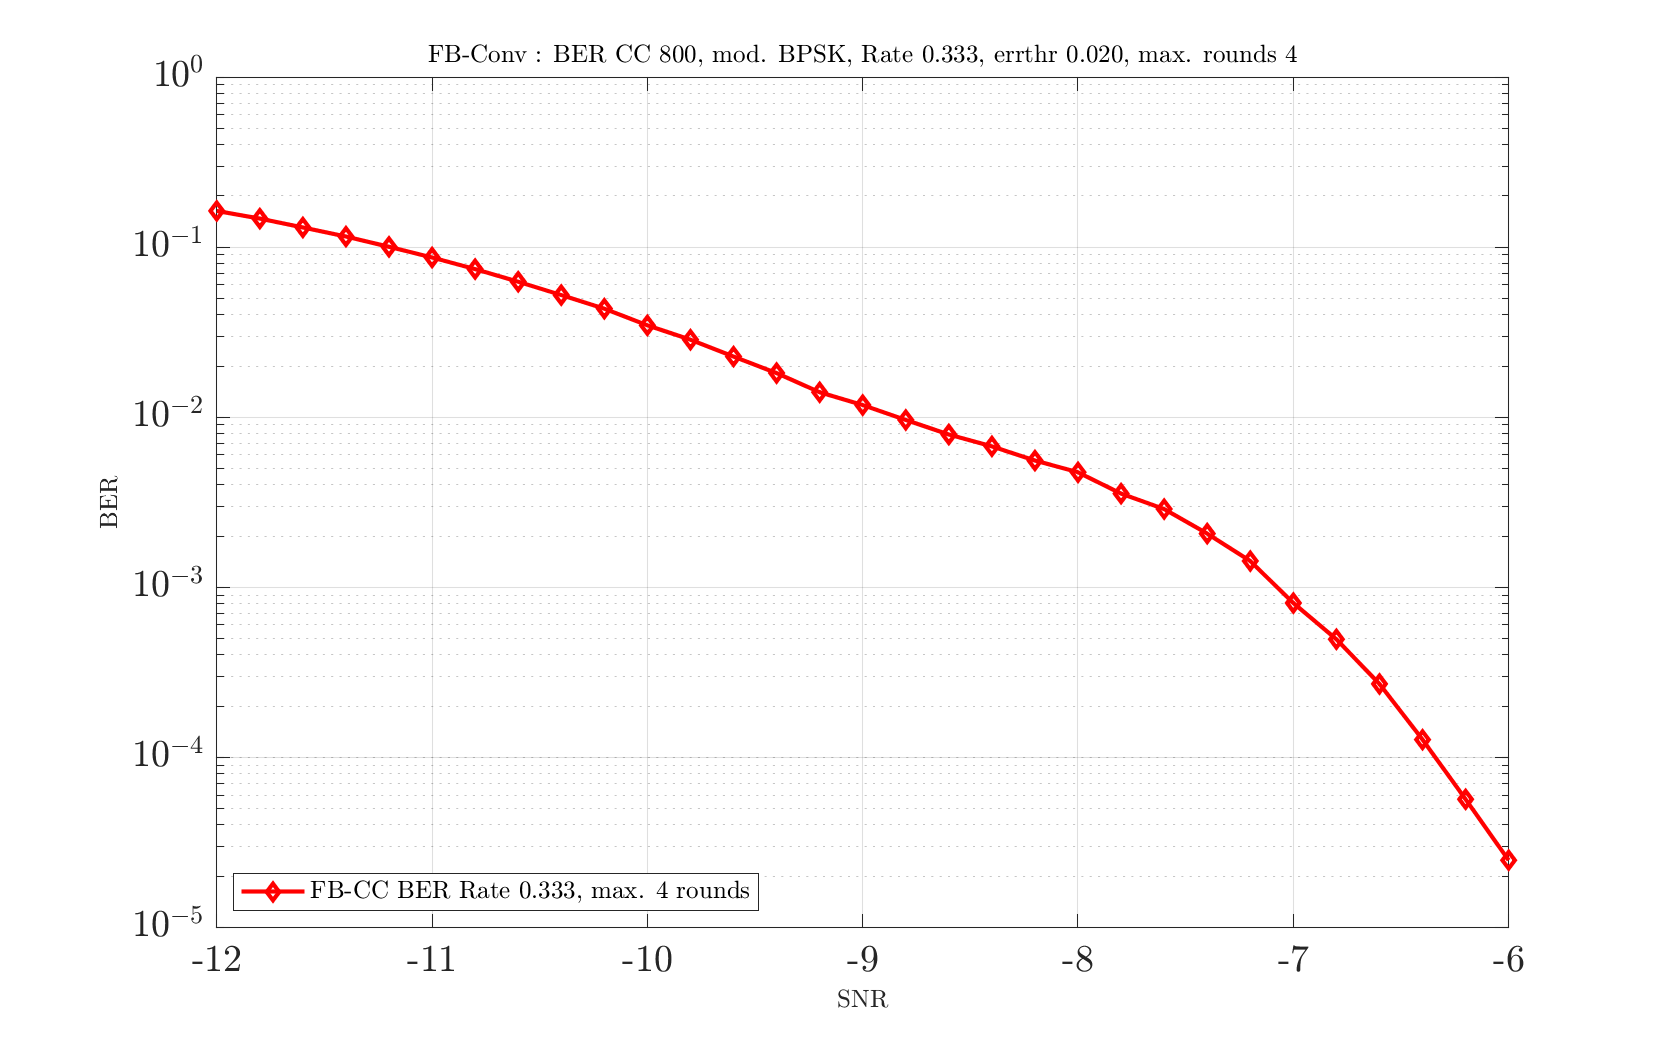 FB-Conv : BER CC 800, mod. BPSK, Rate 0.333, errthr 0.020, max. rounds 4
10^0
10^-1
10^-2
10^-3
10^-4
10^-5
BER
FB-CC BER Rate 0.333, max. 4 rounds
-12 -11 -10 -9 -8 -7 -6
SNR